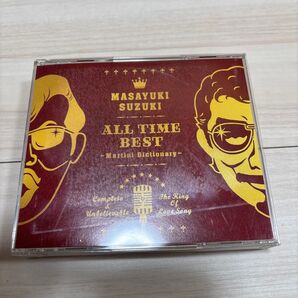 MASAYUKI
SUZUKI
ALL TIME
BEST
~Martini Dictionary~
Complete
Unbelievable
The King
Of
Love Song